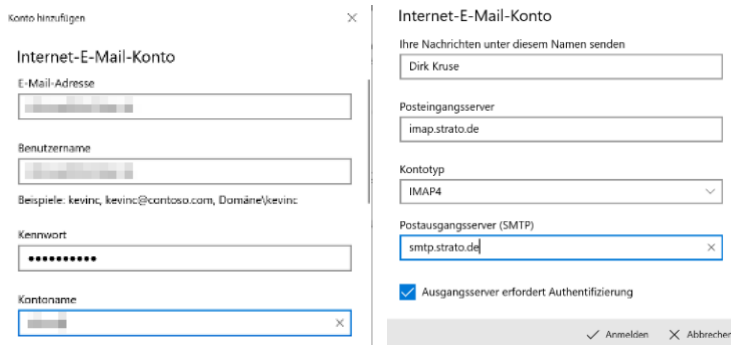 Konto hinzufügen
Internet-E-Mail-Konto
E-Mail-Adresse
Benutzername
Beispiele: kevinc, kevinc@contoso.com, Domäne\kevinc
Kennwort
●●●●●●●●●●
Kontoname
Internet-E-Mail-Konto
Ihre Nachrichten unter diesem Namen senden
Dirk Kruse
Posteingangsserver
imap.strato.de
Kontotyp
IMAP4
Postausgangsserver (SMTP)
smtp.strato.de
Ausgangsserver erfordert Authentifizierung
Anmelden Abbrechen